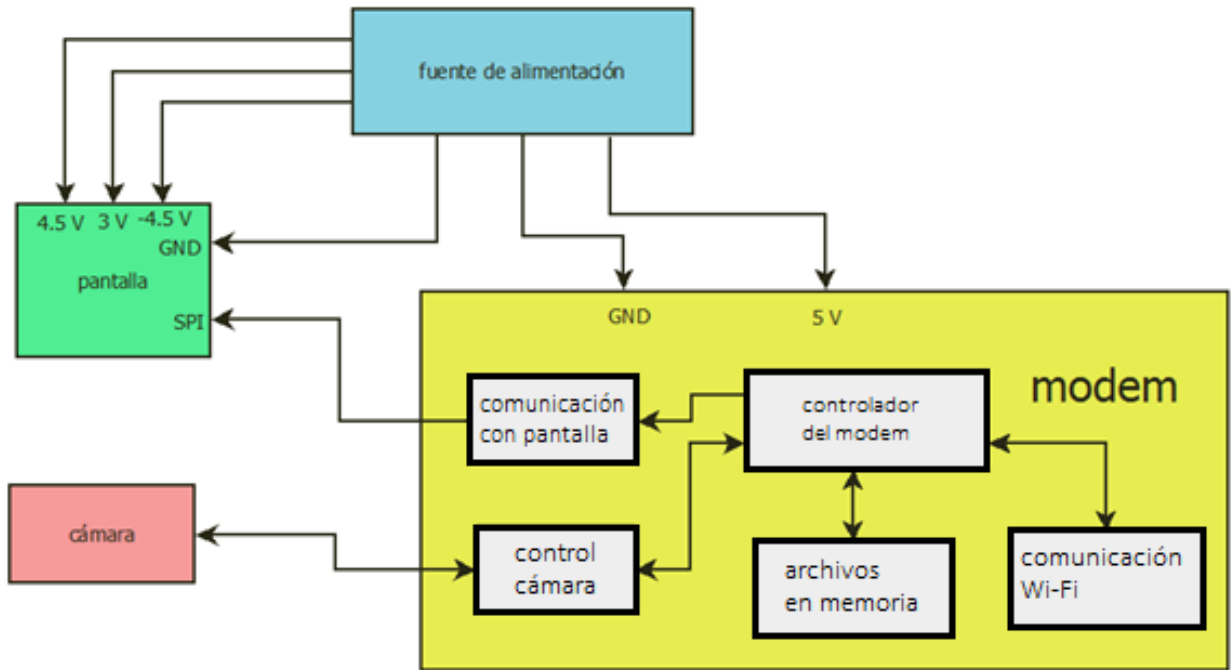 fuente de alimentación
4.5 V 3 V -4.5 V
GND
pantalla
SPI
GND 5 V
modem
comunicación
con pantalla
controlador
del modem
cámara
control
cámara
archivos
en memoria
comunicación
Wi-Fi